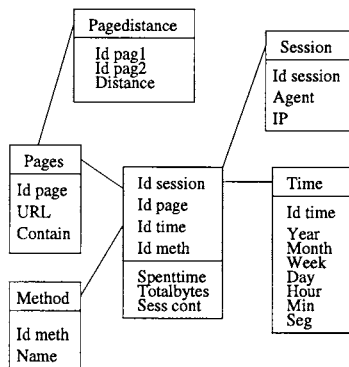 Pagedistance
Id pag1
Id pag2
Distance
Session
Id session
Agent
IP
Pages
Id page
URL
Contain
Id session
Id page
Id time
Id meth
Spenttime
Totalbytes
Sess cont
Time
Id time
Year
Month
Week
Day
Hour
Min
Seg
Method
Id meth
Name